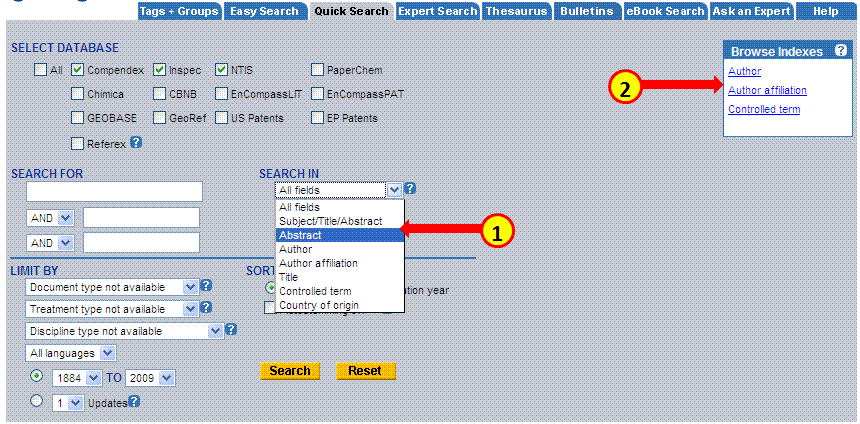 Tags + Groups Easy Search Quick Search Expert Search Thesaurus Bulletins eBook Search Ask an Expert Help
SELECT DATABASE
All Compendex Inspec NTIS PaperChem
Chimica CBNB EnCompassLIT EnCompassPAT
GEOBASE GeoRef US Patents EP Patents
Referex ?
Browse Indexes ?
Author
Author affiliation
Controlled term
2
SEARCH FOR SEARCH IN
All fields ?
AND
AND
All fields
Subject/Title/Abstract
Abstract
Author
Author affiliation
Title
Controlled term
Country of origin
1
LIMIT BY SORT
Document type not available ?
Treatment type not available ?
Discipline type not available ?
All languages
1884 TO 2009
1 Updates ?
ation year
Search Reset